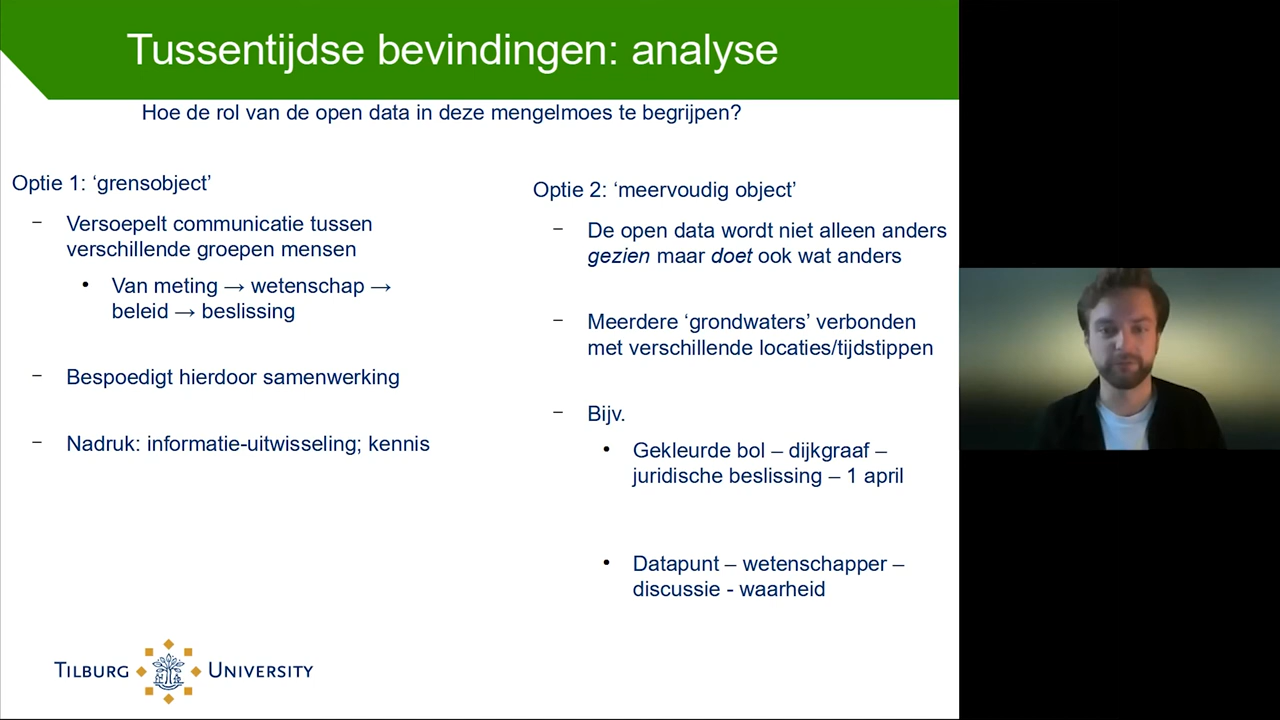 Tussentijdse bevindingen: analyse
Hoe de rol van de open data in deze mengelmoes te begrijpen?
Optie 1: ‘grensobject’
– Versoepelt communicatie tussen
verschillende groepen mensen
• Van meting → wetenschap →
beleid → beslissing
– Bespoedigt hierdoor samenwerking
– Nadruk: informatie-uitwisseling; kennis
Optie 2: ‘meervoudig object’
– De open data wordt niet alleen anders
gezien maar doet ook wat anders
– Meerdere ‘grondwaters’ verbonden
met verschillende locaties/tijdstippen
– Bijv.
• Gekleurde bol – dijkgraaf –
juridische beslissing – 1 april
• Datapunt – wetenschapper –
discussie - waarheid
TILBURG UNIVERSITY